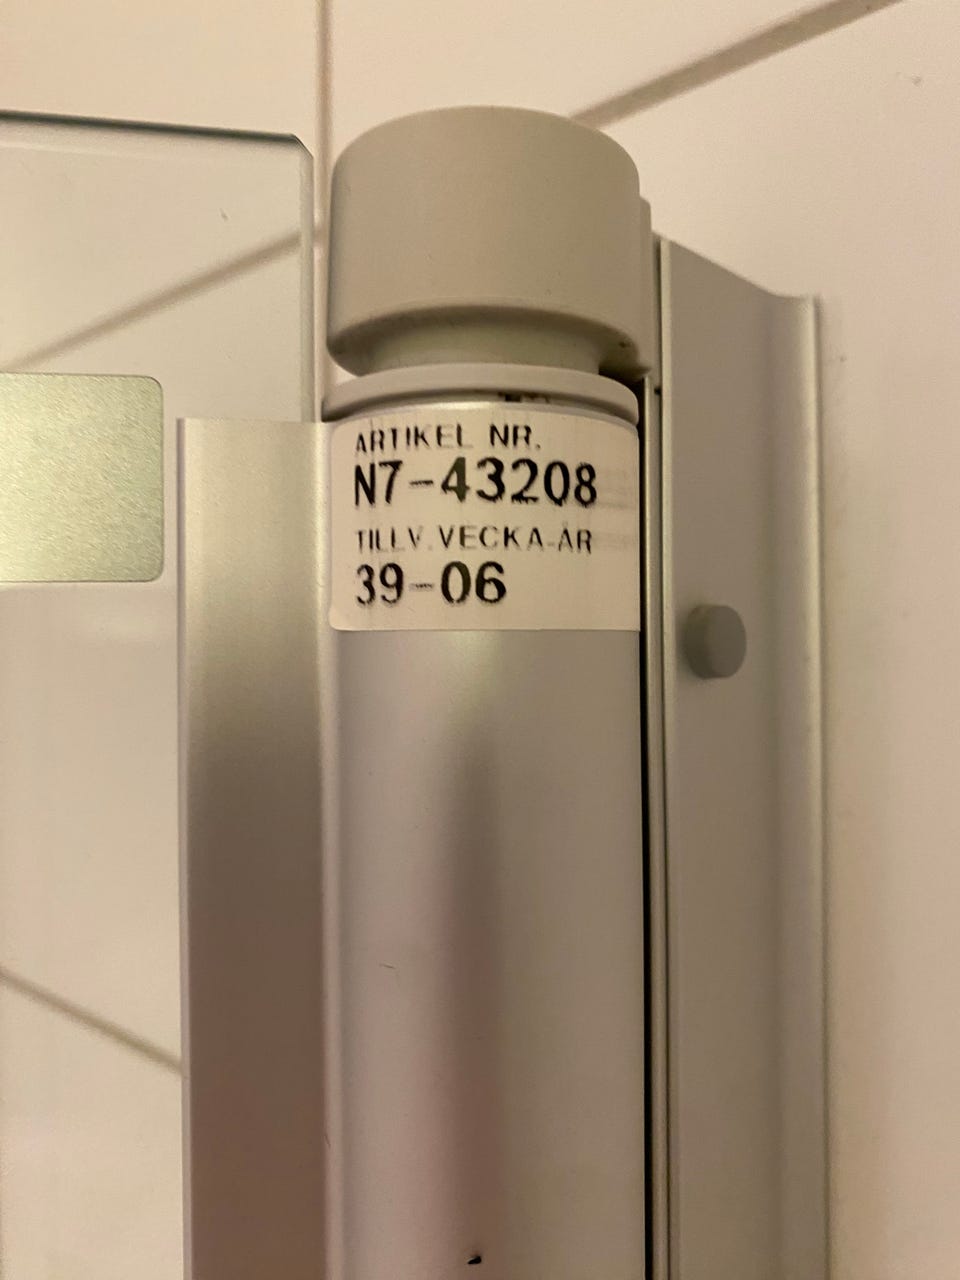 ARTIKEL NR.
N7-43208
TILLV.VECKA-ÅR
39-06